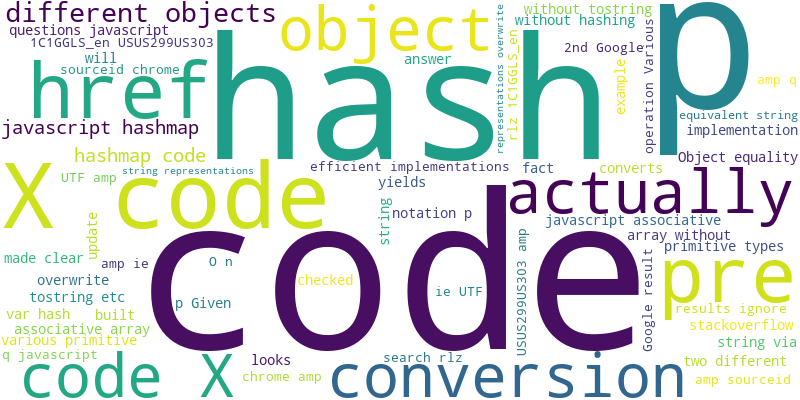 different objects
object
without tostring
without hashing
p
questions javascript
1C1GGLS_en USUS299US303
will
sourceid chrome
answer
2nd Google
representations overwrite
rlz 1C1GGLS_en
example
operation Various
amp q
href
hash
equivalent string
implementation
javascript hashmap
hashmap code
UTF amp
string representations
efficient implementations
fact
converts
Object equality
X code
yields
actually
string
notation p
javascript associative
array without
primitive types
update
made clear
amp ie
O n
code
overwrite
tostring etc
p Given
checked
ie UTF
USUS299US303 amp
Google result
pre
var hash
built
associative array
various primitive
q javascript
results ignore
stackoverflow
string via
looks
search rlz
two different
code X
chrome amp
conversion
amp sourceid